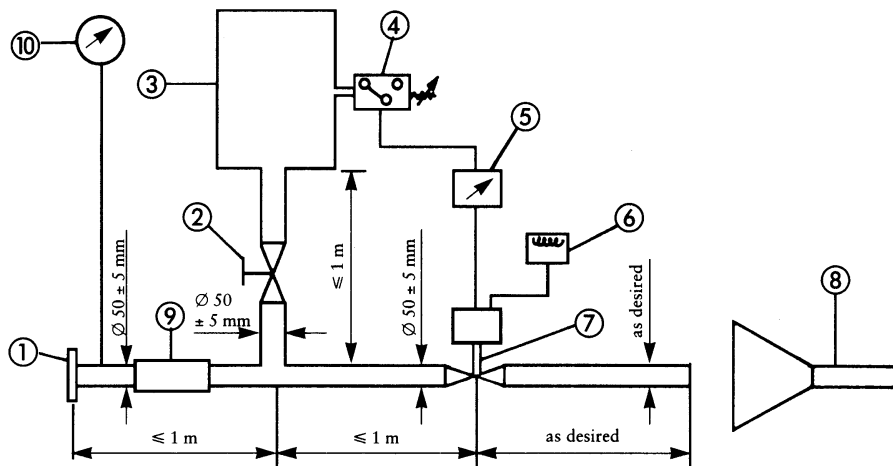 10
4
3
5
2
6
Ø 50 ± 5 mm
Ø 50
± 5 mm
≤ 1 m
Ø 50 ± 5 mm
as desired
9
7
8
1
≤ 1 m
≤ 1 m
as desired